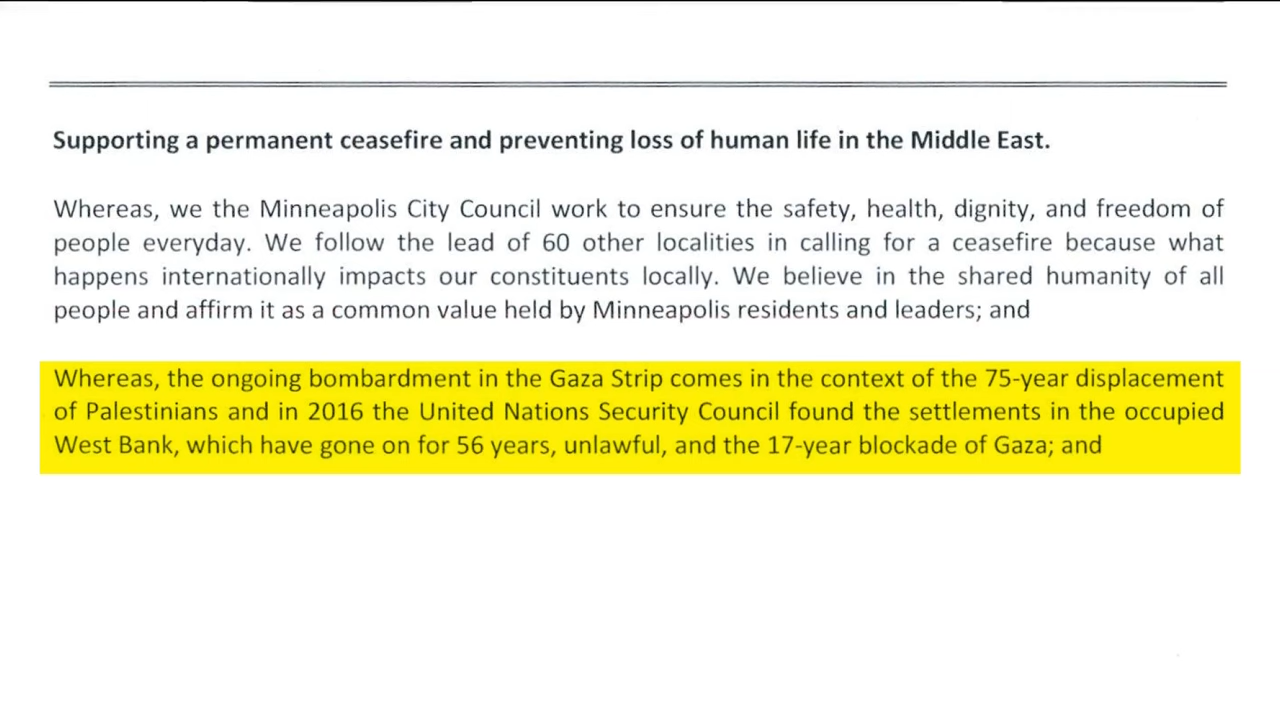 Supporting a permanent ceasefire and preventing loss of human life in the Middle East.
Whereas, we the Minneapolis City Council work to ensure the safety, health, dignity, and freedom of
people everyday. We follow the lead of 60 other localities in calling for a ceasefire because what
happens internationally impacts our constituents locally. We believe in the shared humanity of all
people and affirm it as a common value held by Minneapolis residents and leaders; and
Whereas, the ongoing bombardment in the Gaza Strip comes in the context of the 75-year displacement
of Palestinians and in 2016 the United Nations Security Council found the settlements in the occupied
West Bank, which have gone on for 56 years, unlawful, and the 17-year blockade of Gaza; and